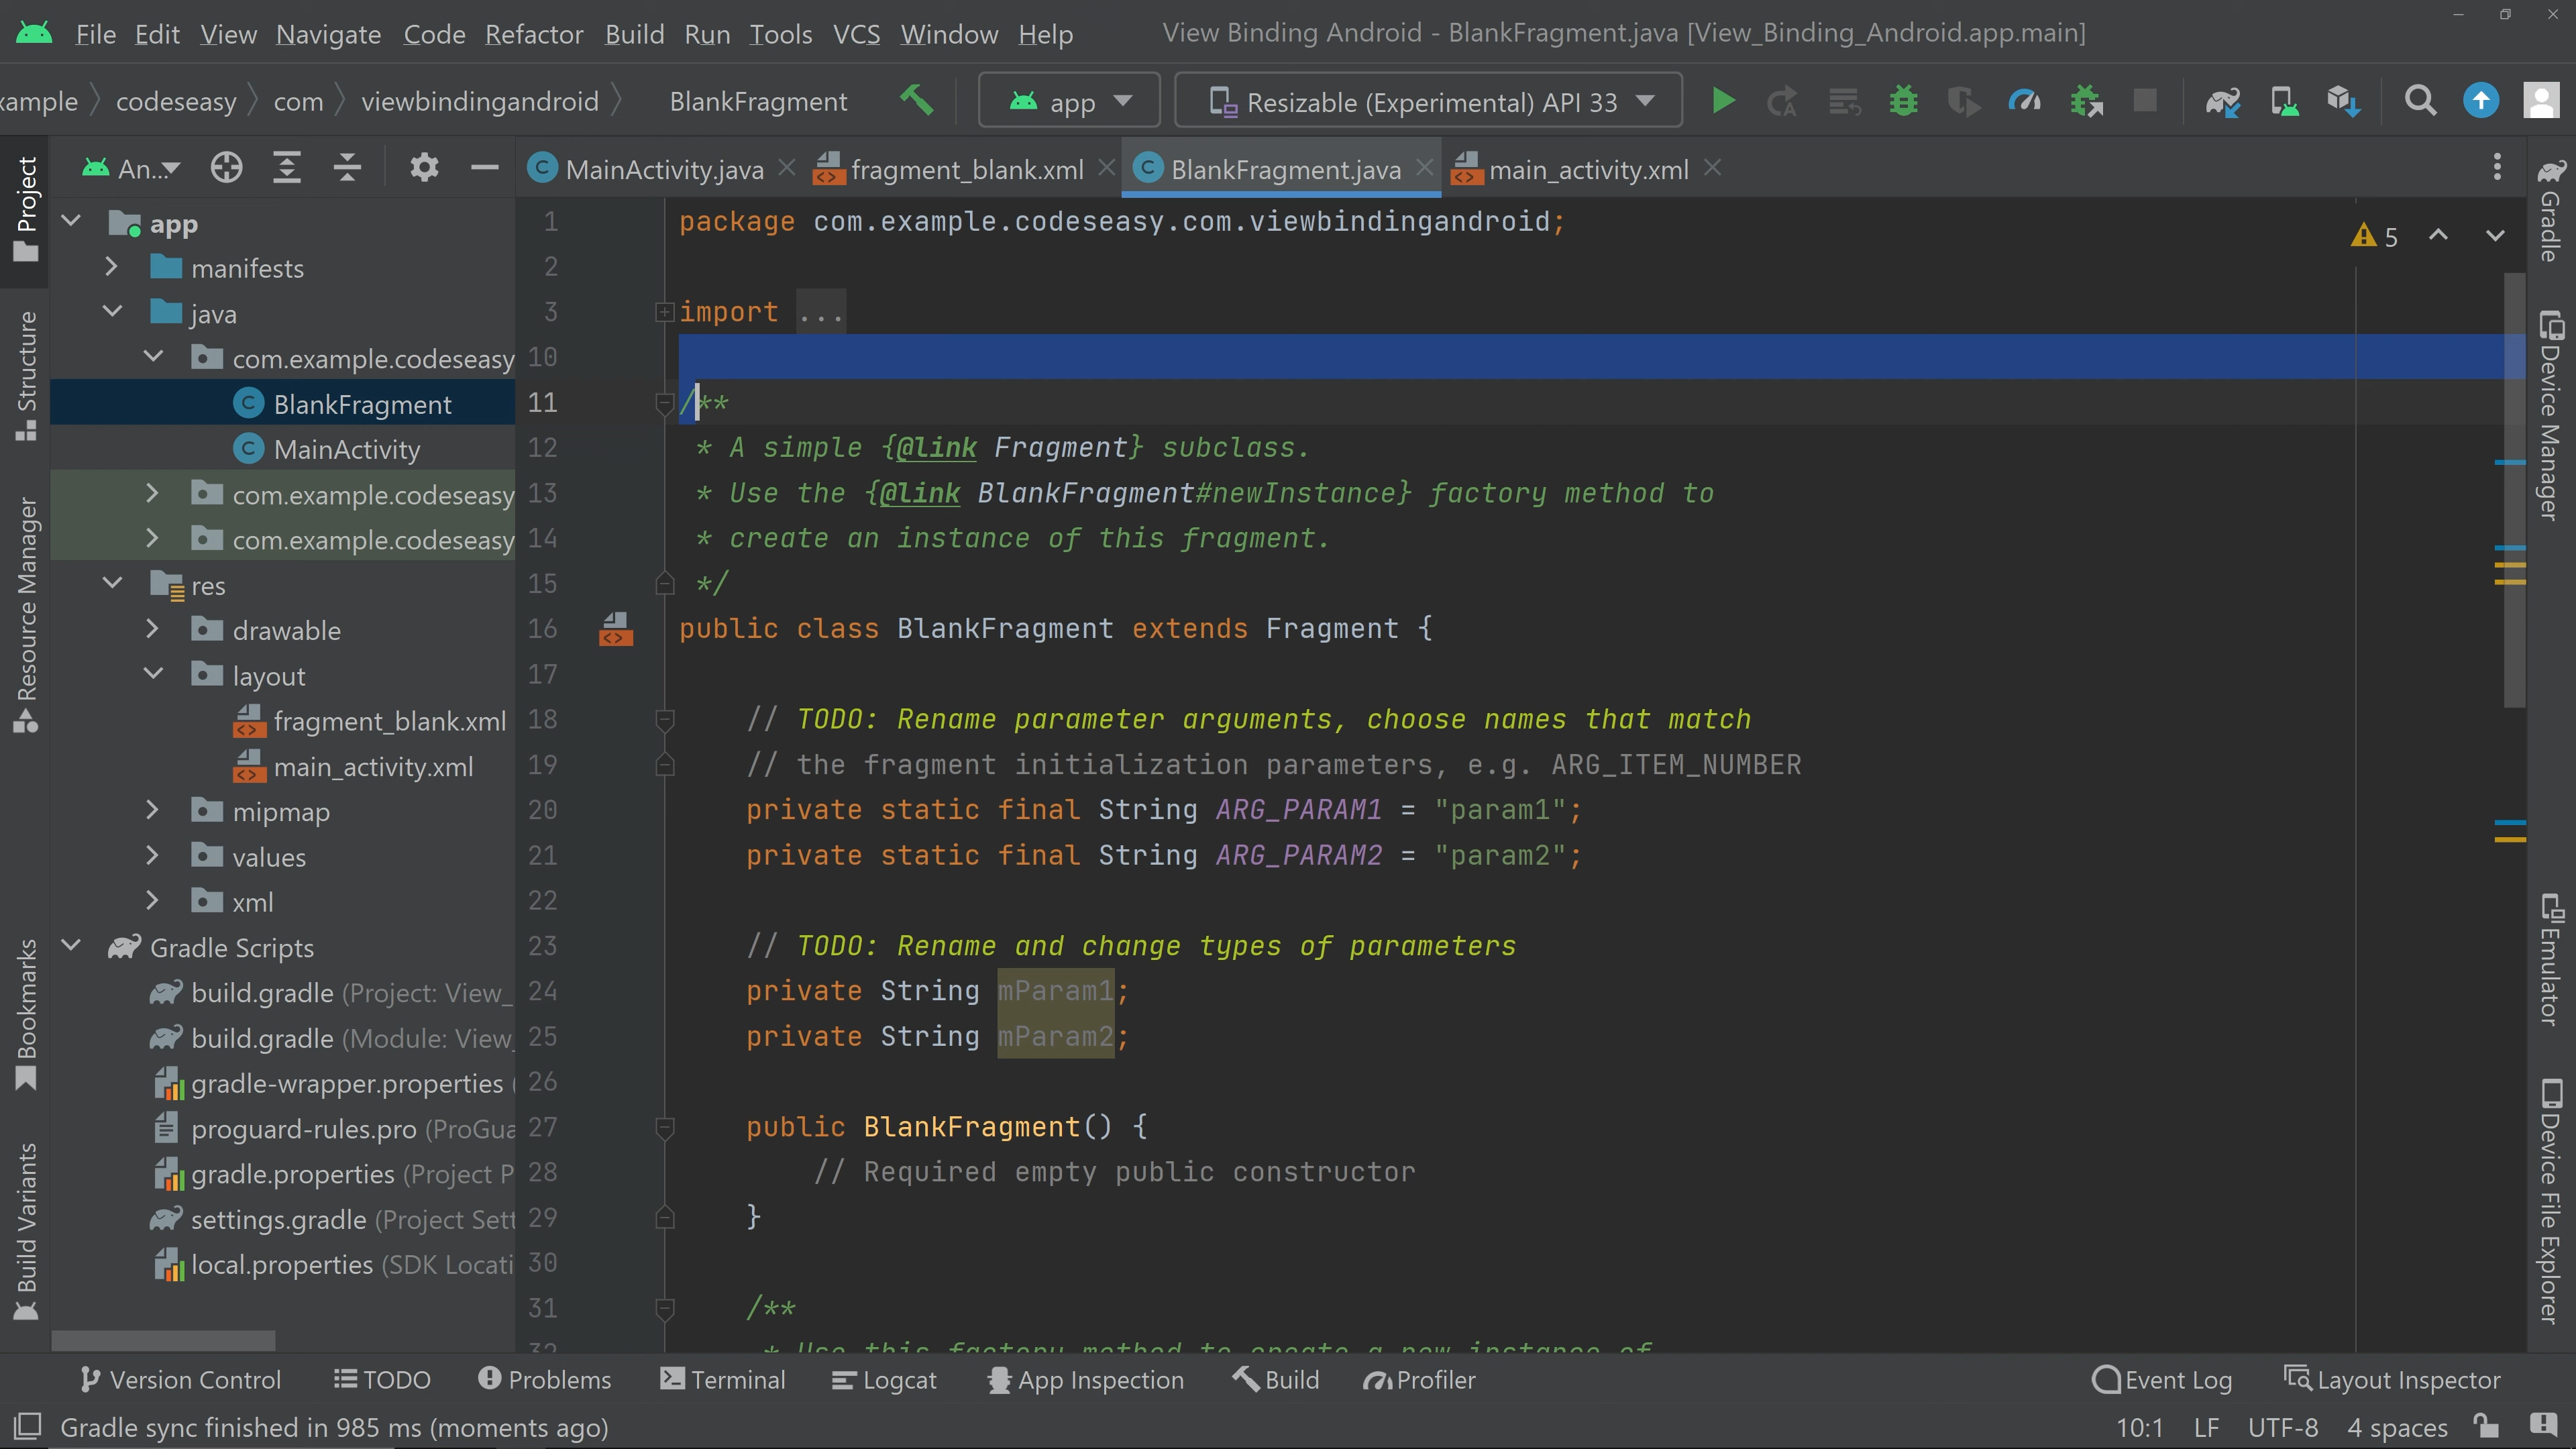 File Edit View Navigate Code Refactor Build Run Tools VCS Window Help
View Binding Android - BlankFragment.java [View_Binding_Android.app.main]
codeseasy com viewbindingandroid BlankFragment
app
Resizable (Experimental) API 33
Project
Structure
Resource Manager
Bookmarks
Build Variants
An...
app
manifests
java
com.example.codeseasy
BlankFragment
MainActivity
com.example.codeseasy
com.example.codeseasy
res
drawable
layout
fragment_blank.xml
main_activity.xml
mipmap
values
xml
Gradle Scripts
build.gradle (Project: View_
build.gradle (Module: View_
gradle-wrapper.properties (
proguard-rules.pro (ProGua
gradle.properties (Project P
settings.gradle (Project Sett
local.properties (SDK Locati
MainActivity.java fragment_blank.xml BlankFragment.java main_activity.xml
5
1 package com.example.codeseasy.com.viewbindingandroid;
2
3 import ...
10
11 /**
12 * A simple {@link Fragment} subclass.
13 * Use the {@link BlankFragment#newInstance} factory method to
14 * create an instance of this fragment.
15 */
16 public class BlankFragment extends Fragment {
17
18 // TODO: Rename parameter arguments, choose names that match
19 // the fragment initialization parameters, e.g. ARG_ITEM_NUMBER
20 private static final String ARG_PARAM1 = "param1";
21 private static final String ARG_PARAM2 = "param2";
22
23 // TODO: Rename and change types of parameters
24 private String mParam1;
25 private String mParam2;
26
27 public BlankFragment() {
28 // Required empty public constructor
29 }
30
31 /**
32 * Use this factory method to create a new instance of
Gradle
Device Manager
Emulator
Device File Explorer
Version Control TODO Problems Terminal Logcat App Inspection Build Profiler Event Log Layout Inspector
Gradle sync finished in 985 ms (moments ago)
10:1 LF UTF-8 4 spaces